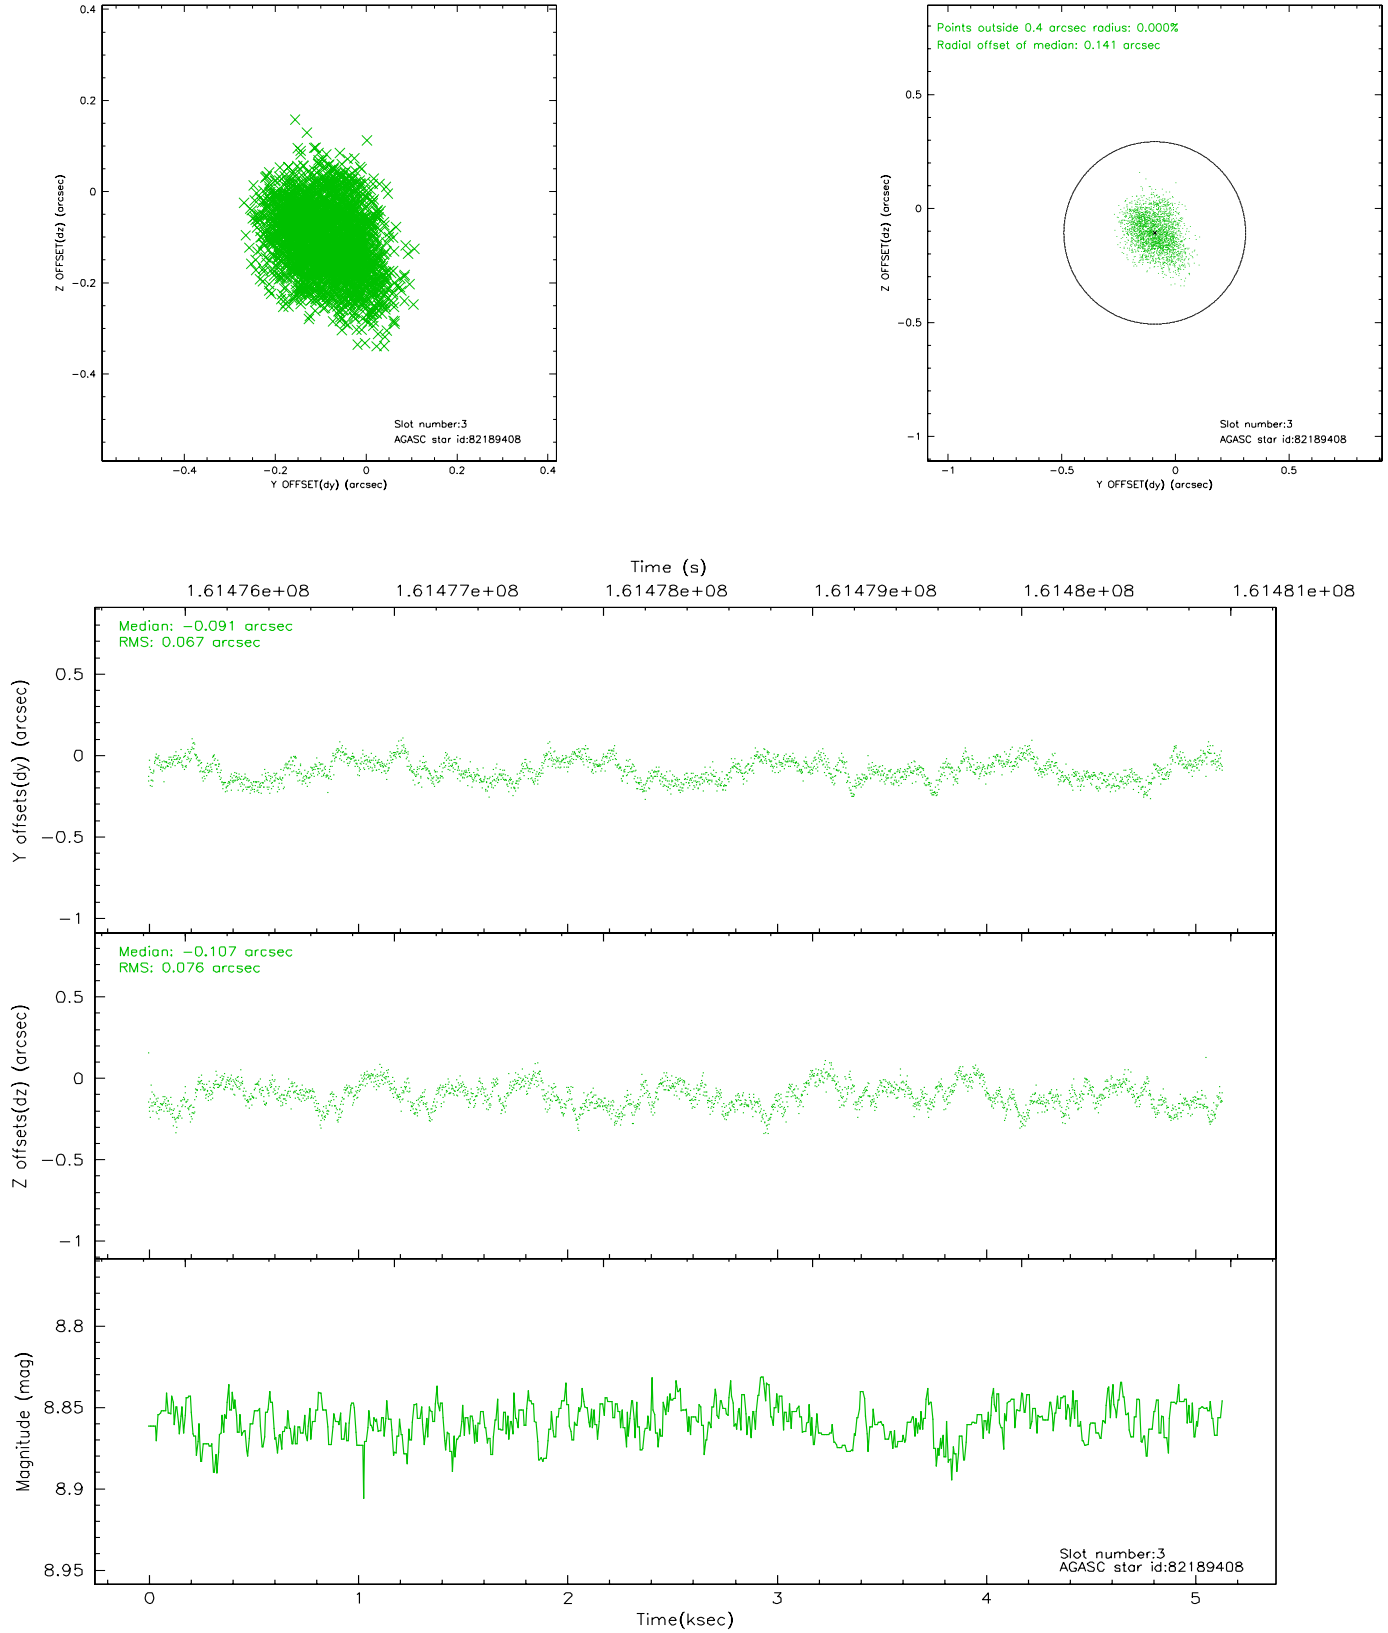 0.4
0.2
0
-0.2
-0.4
Z OFFSET(dz) (arcsec)
Slot number:3
AGASC star id:82189408
-0.4 -0.2 0 0.2 0.4
Y OFFSET(dy) (arcsec)
Points outside 0.4 arcsec radius: 0.000%
Radial offset of median: 0.141 arcsec
0.5
0
-0.5
-1
Z OFFSET(dz) (arcsec)
Slot number:3
AGASC star id:82189408
-1 -0.5 0 0.5
Y OFFSET(dy) (arcsec)
Time (s)
1.61476e+08 1.61477e+08 1.61478e+08 1.61479e+08 1.6148e+08 1.61481e+08
Median: -0.091 arcsec
RMS: 0.067 arcsec
0.5
0
-0.5
-1
Y offsets(dy) (arcsec)
Median: -0.107 arcsec
RMS: 0.076 arcsec
0.5
0
-0.5
-1
Z offsets(dz) (arcsec)
8.8
8.85
8.9
8.95
Magnitude (mag)
Slot number:3
AGASC star id:82189408
0 1 2 3 4 5
Time(ksec)